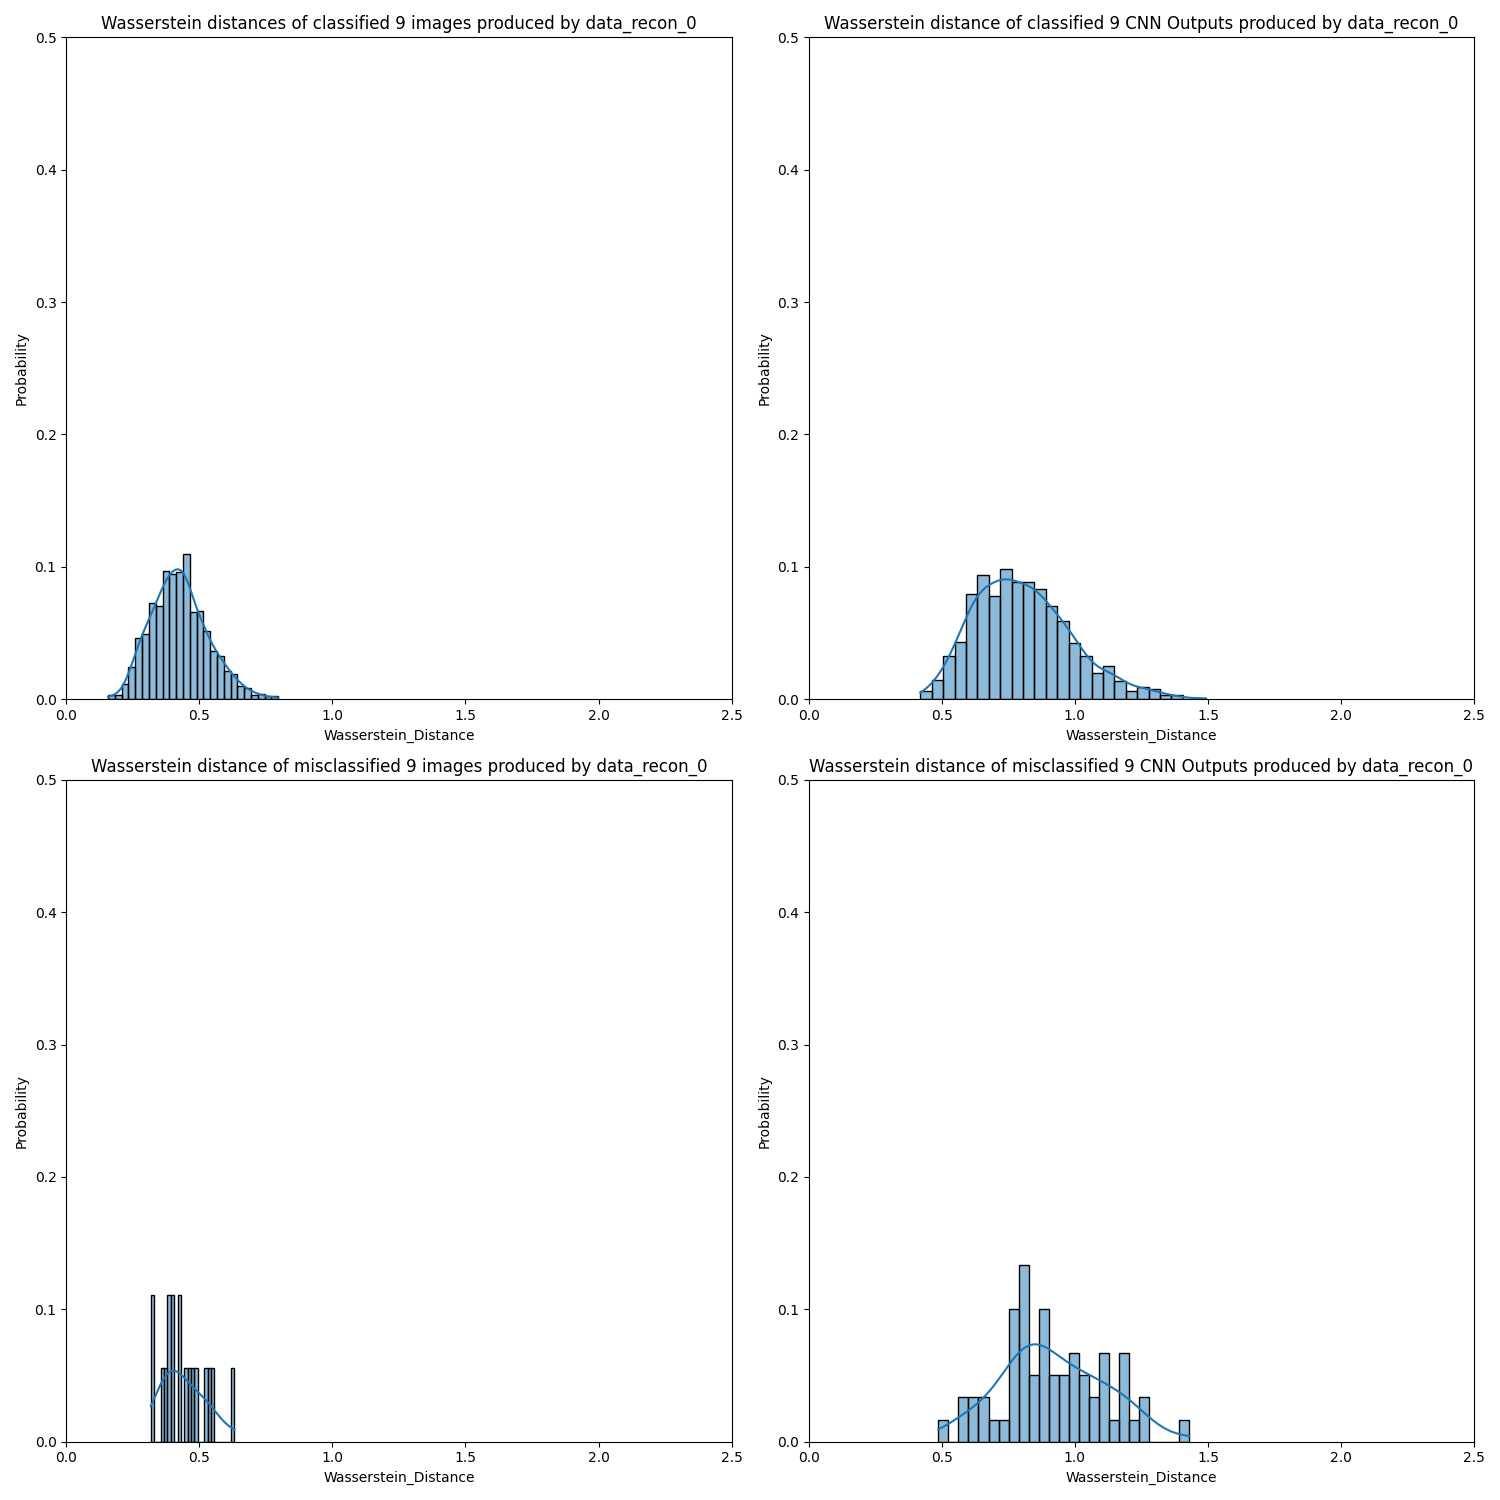 Wasserstein distances of classified 9 images produced by data_recon_0
0.5
0.4
0.3
0.2
0.1
0.0
Probability
0.0 0.5 1.0 1.5 2.0 2.5
Wasserstein_Distance
Wasserstein distance of classified 9 CNN Outputs produced by data_recon_0
0.5
0.4
0.3
0.2
0.1
0.0
Probability
0.0 0.5 1.0 1.5 2.0 2.5
Wasserstein_Distance
Wasserstein distance of misclassified 9 images produced by data_recon_0
0.5
0.4
0.3
0.2
0.1
0.0
Probability
0.0 0.5 1.0 1.5 2.0 2.5
Wasserstein_Distance
Wasserstein distance of misclassified 9 CNN Outputs produced by data_recon_0
0.5
0.4
0.3
0.2
0.1
0.0
Probability
0.0 0.5 1.0 1.5 2.0 2.5
Wasserstein_Distance